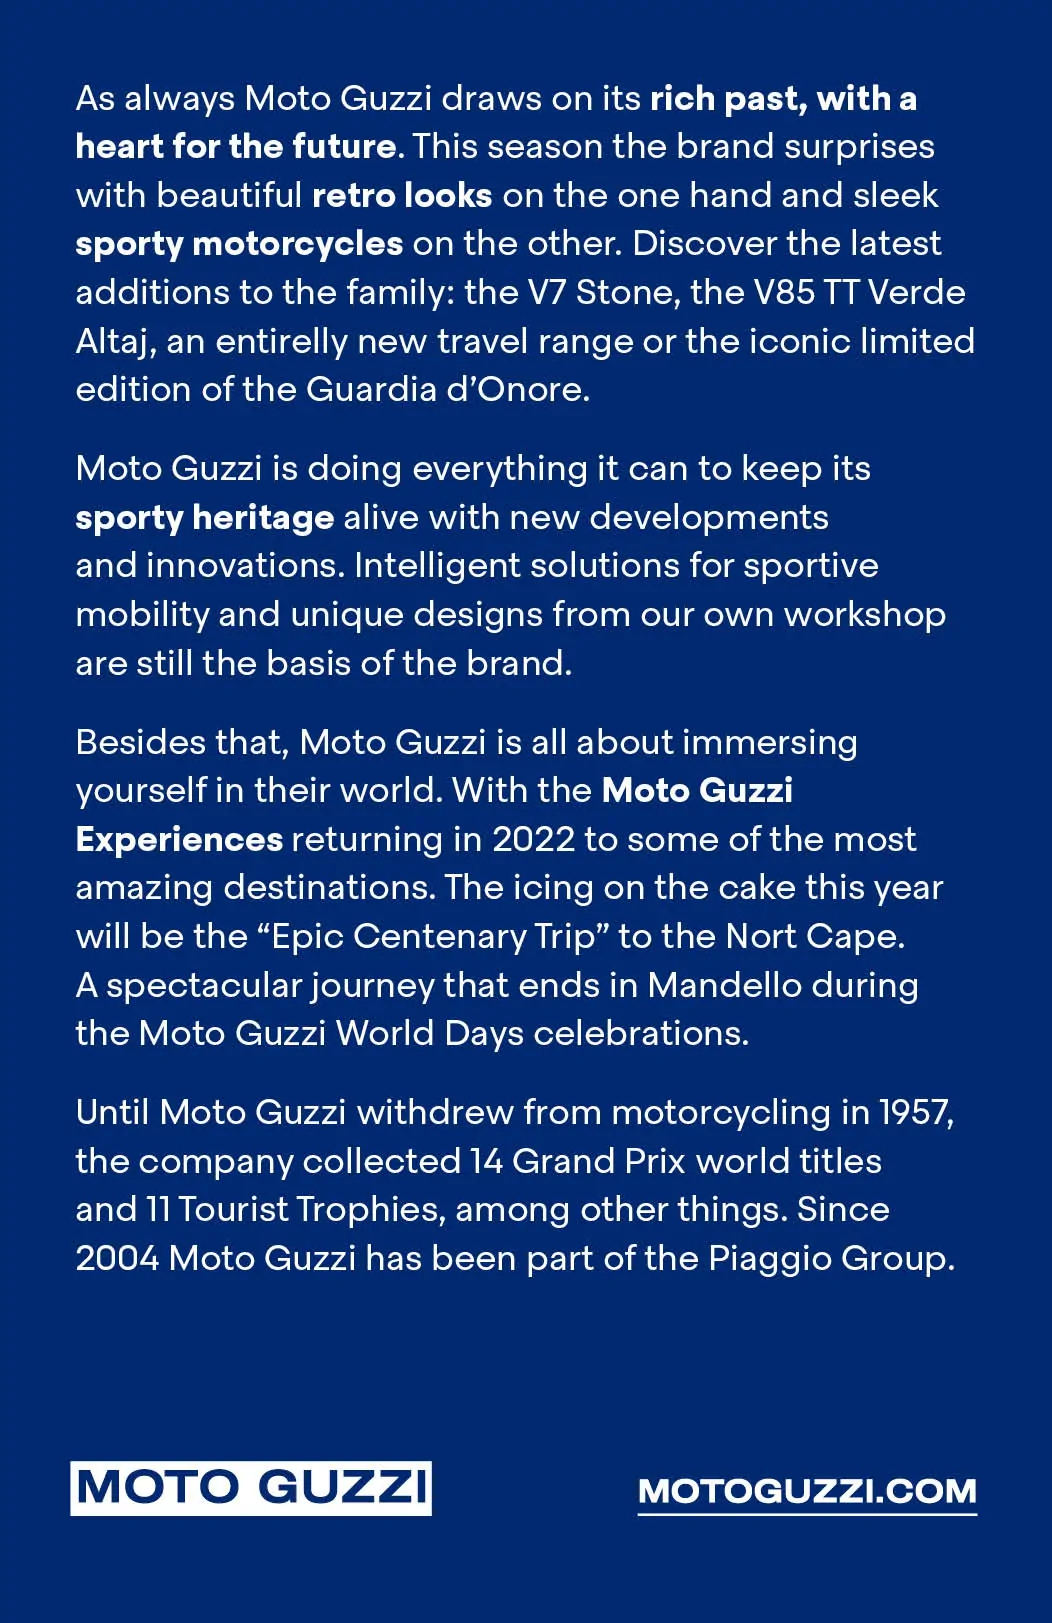 As always Moto Guzzi draws on its rich past, with a
heart for the future. This season the brand surprises
with beautiful retro looks on the one hand and sleek
sporty motorcycles on the other. Discover the latest
additions to the family: the V7 Stone, the V85 TT Verde
Altaj, an entirelly new travel range or the iconic limited
edition of the Guardia d’Onore.
Moto Guzzi is doing everything it can to keep its
sporty heritage alive with new developments
and innovations. Intelligent solutions for sportive
mobility and unique designs from our own workshop
are still the basis of the brand.
Besides that, Moto Guzzi is all about immersing
yourself in their world. With the Moto Guzzi
Experiences returning in 2022 to some of the most
amazing destinations. The icing on the cake this year
will be the “Epic Centenary Trip” to the Nort Cape.
A spectacular journey that ends in Mandello during
the Moto Guzzi World Days celebrations.
Until Moto Guzzi withdrew from motorcycling in 1957,
the company collected 14 Grand Prix world titles
and 11 Tourist Trophies, among other things. Since
2004 Moto Guzzi has been part of the Piaggio Group.
MOTO GUZZI
MOTOGUZZI.COM